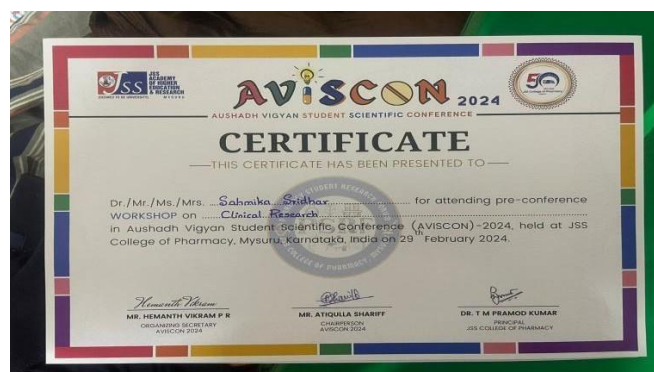 JSS
JSS
ACADEMY
OF HIGHER
EDUCATION
& RESEARCH
MYSURU
AVISCON 2024
AUSHADH VIGYAN STUDENT SCIENTIFIC CONFERENCE
50
CERTIFICATE
THIS CERTIFICATE HAS BEEN PRESENTED TO
Dr./Mr./Ms./Mrs. Sahmika Sridhar for attending pre-conference
WORKSHOP on Clinical Research
in Aushadh Vigyan Student Scientific Conference (AVISCON)-2024, held at JSS
College of Pharmacy, Mysuru, Karnataka, India on 29th February 2024.
Hemanth Vikram
MR. HEMANTH VIKRAM P R
ORGANIZING SECRETARY
AVISCON 2024
MR. ATIQULLA SHARIFF
CHAIRPERSON
AVISCON 2024
DR. T M PRAMOD KUMAR
PRINCIPAL
JSS COLLEGE OF PHARMACY